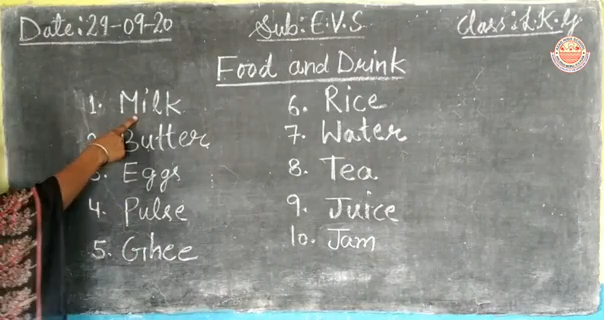 Date:29-09-20 Sub:E.V.S Class:L.K.G
Food and Drink
1. Milk
2. Butter
3. Eggs
4. Pulse
5. Ghee
6. Rice
7. Water
8. Tea
9. Juice
10. Jam